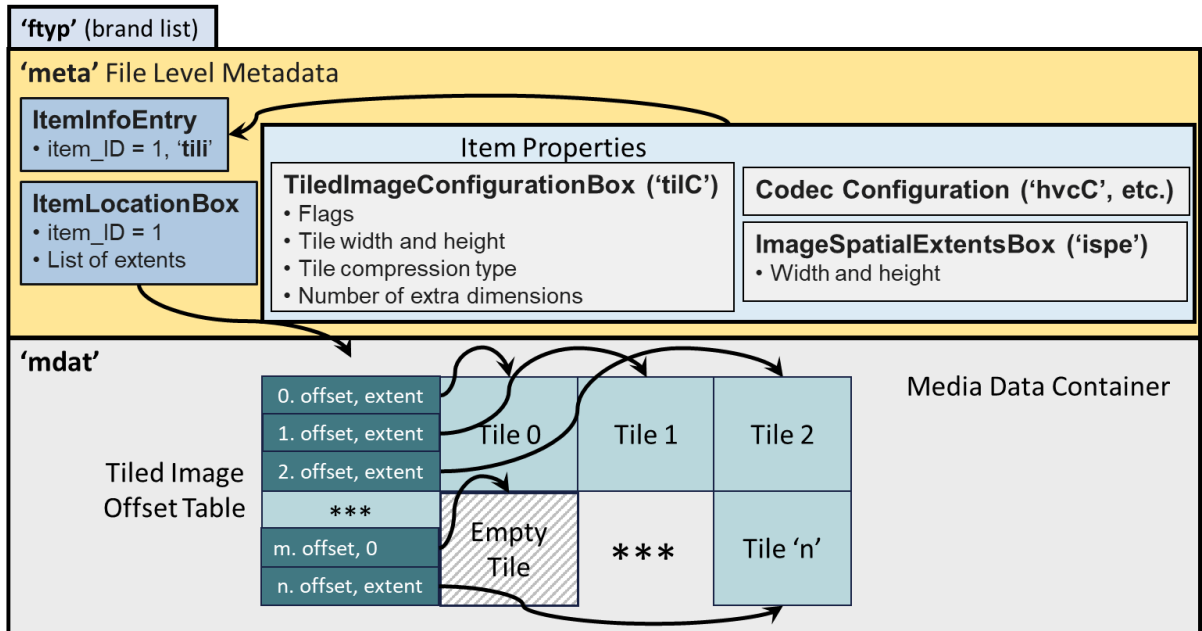 ‘ftyp’ (brand list)
‘meta’ File Level Metadata
ItemInfoEntry
• item_ID = 1, ‘tili’
ItemLocationBox
• item_ID = 1
• List of extents
Item Properties
TiledImageConfigurationBox (‘tilC’)
• Flags
• Tile width and height
• Tile compression type
• Number of extra dimensions
Codec Configuration (‘hvcC’, etc.)
ImageSpatialExtentsBox (‘ispe’)
• Width and height
‘mdat’
Media Data Container
Tiled Image
Offset Table
0. offset, extent
1. offset, extent
2. offset, extent
***
m. offset, 0
n. offset, extent
Tile 0
Tile 1
Tile 2
Empty
Tile
***
Tile ‘n’